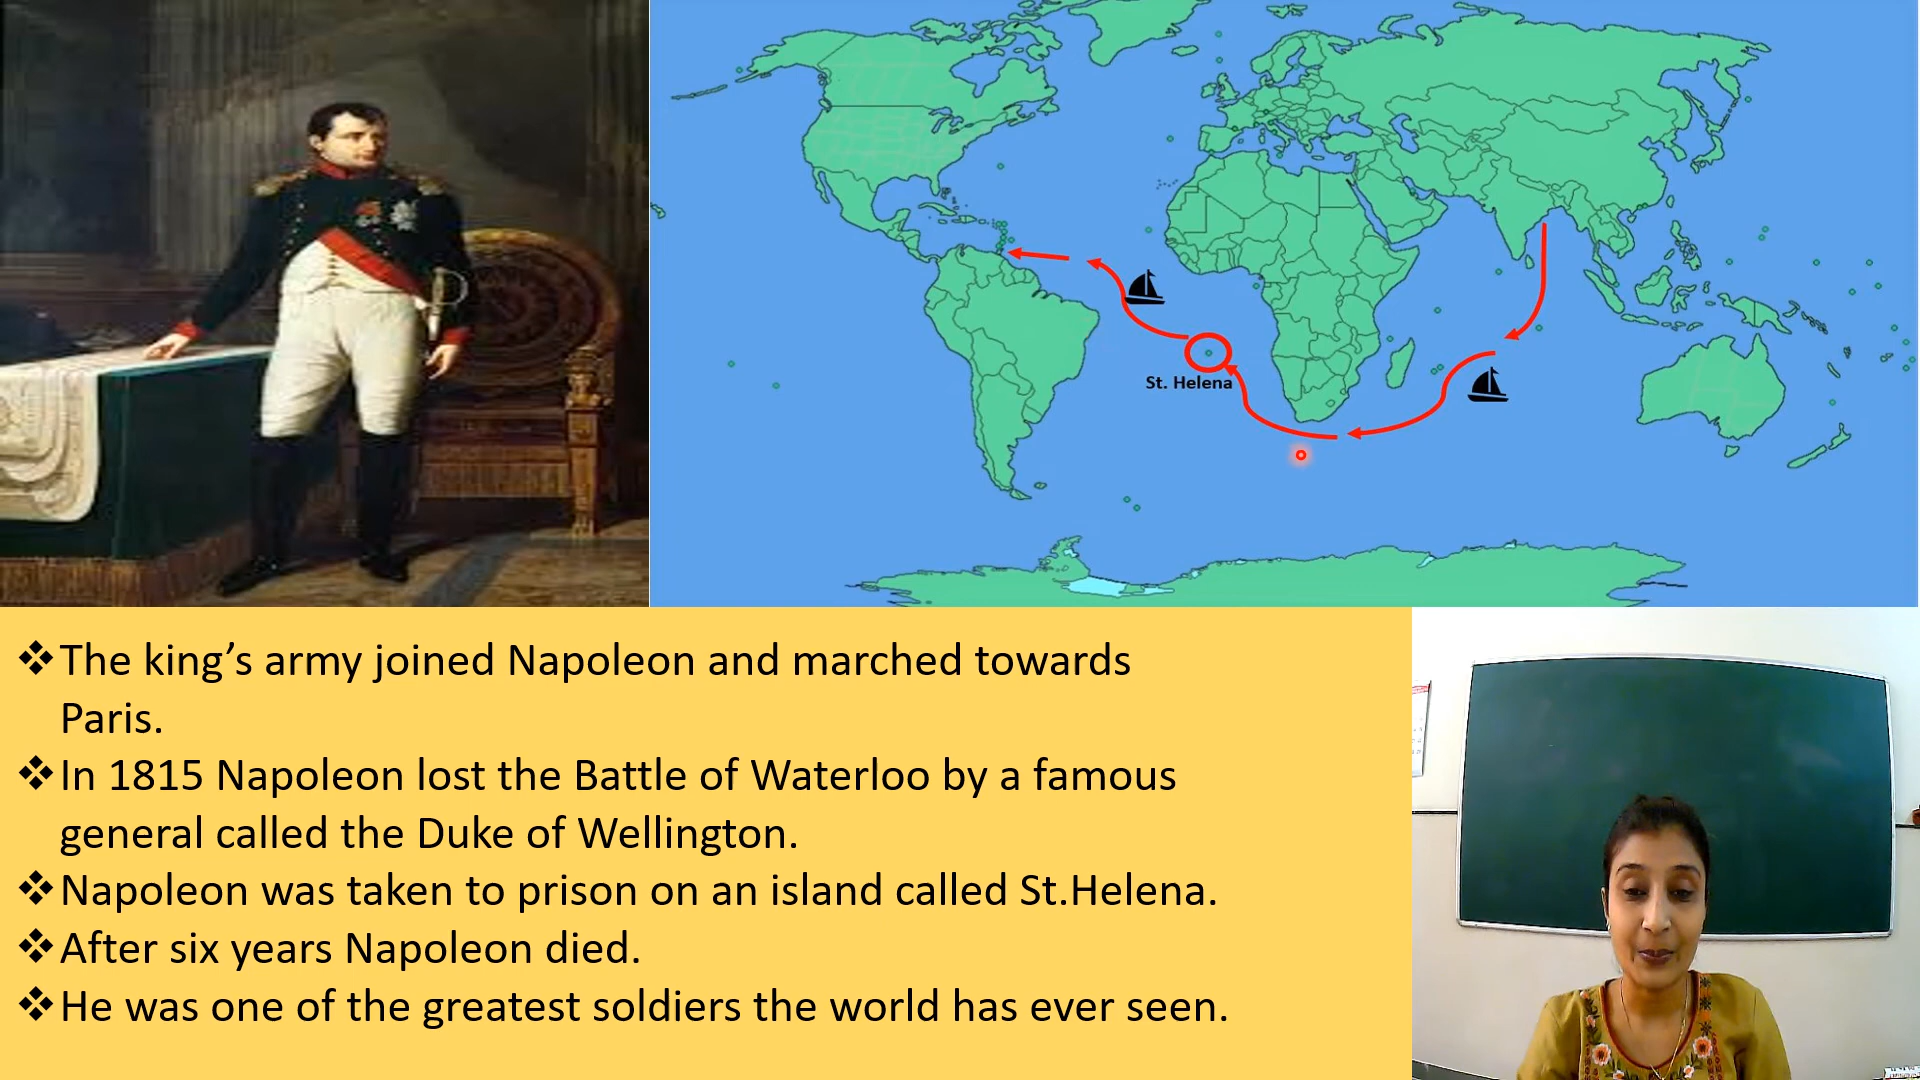 St. Helena
❖The king’s army joined Napoleon and marched towards
Paris.
❖In 1815 Napoleon lost the Battle of Waterloo by a famous
general called the Duke of Wellington.
❖Napoleon was taken to prison on an island called St.Helena.
❖After six years Napoleon died.
❖He was one of the greatest soldiers the world has ever seen.